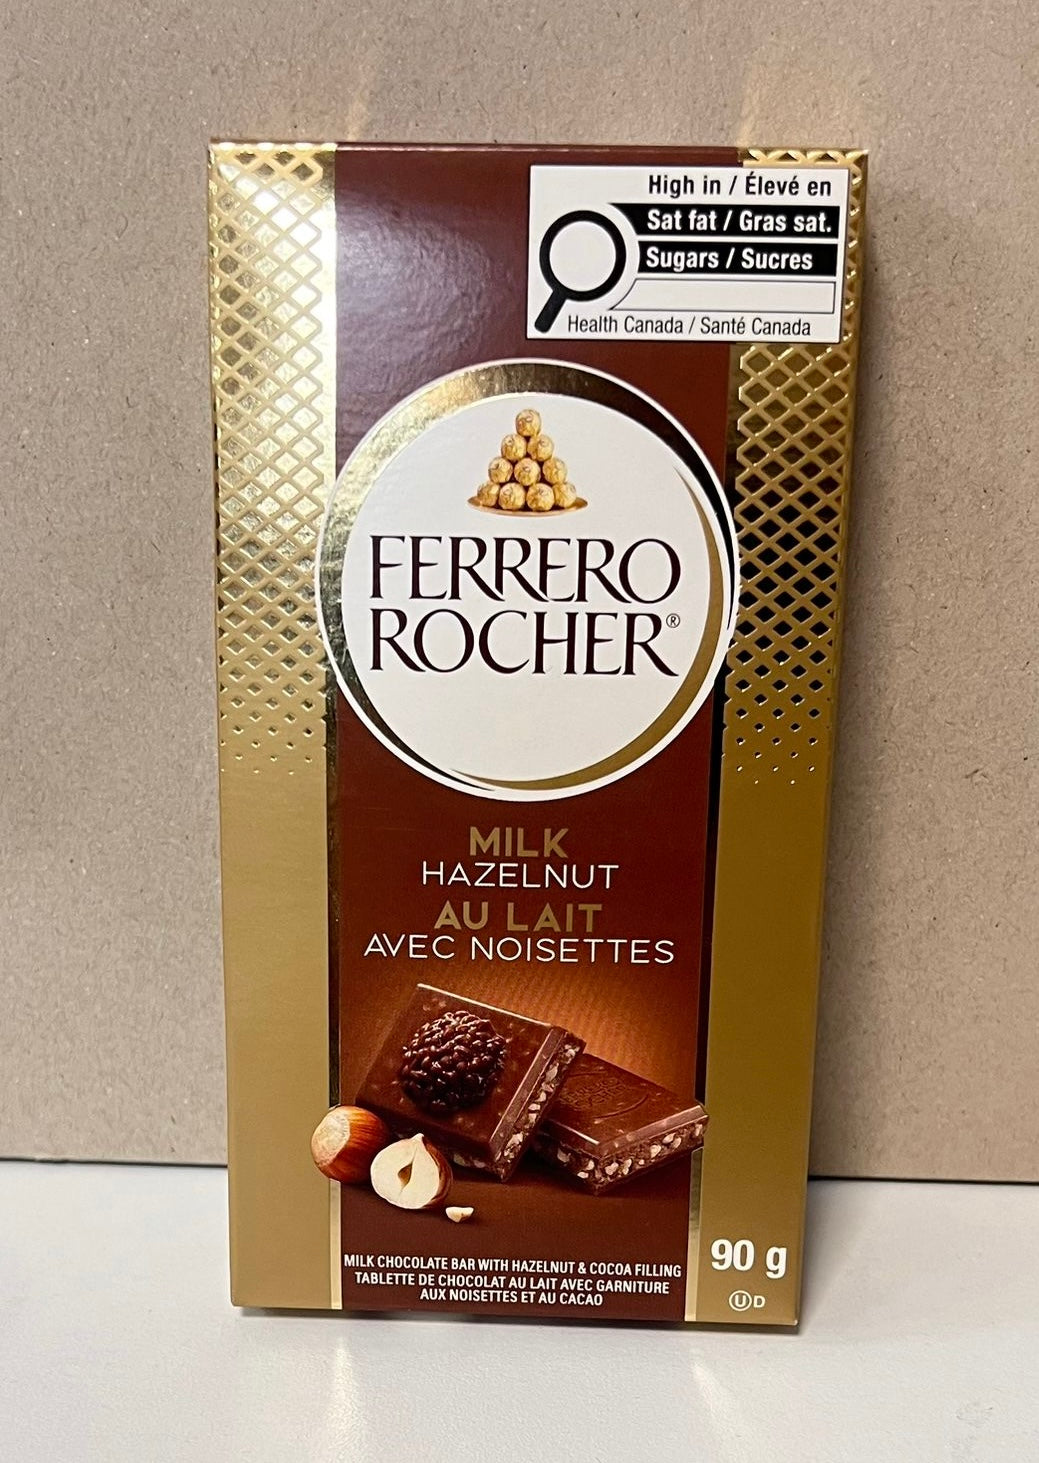 High in / Élevé en
Sat fat / Gras sat.
Sugars / Sucres
Health Canada / Santé Canada
FERRERO
ROCHER®
MILK
HAZELNUT
AU LAIT
AVEC NOISETTES
MILK CHOCOLATE BAR WITH HAZELNUT & COCOA FILLING
TABLETTE DE CHOCOLAT AU LAIT AVEC GARNITURE
AUX NOISETTES ET AU CACAO
90 g
Ⓤ D